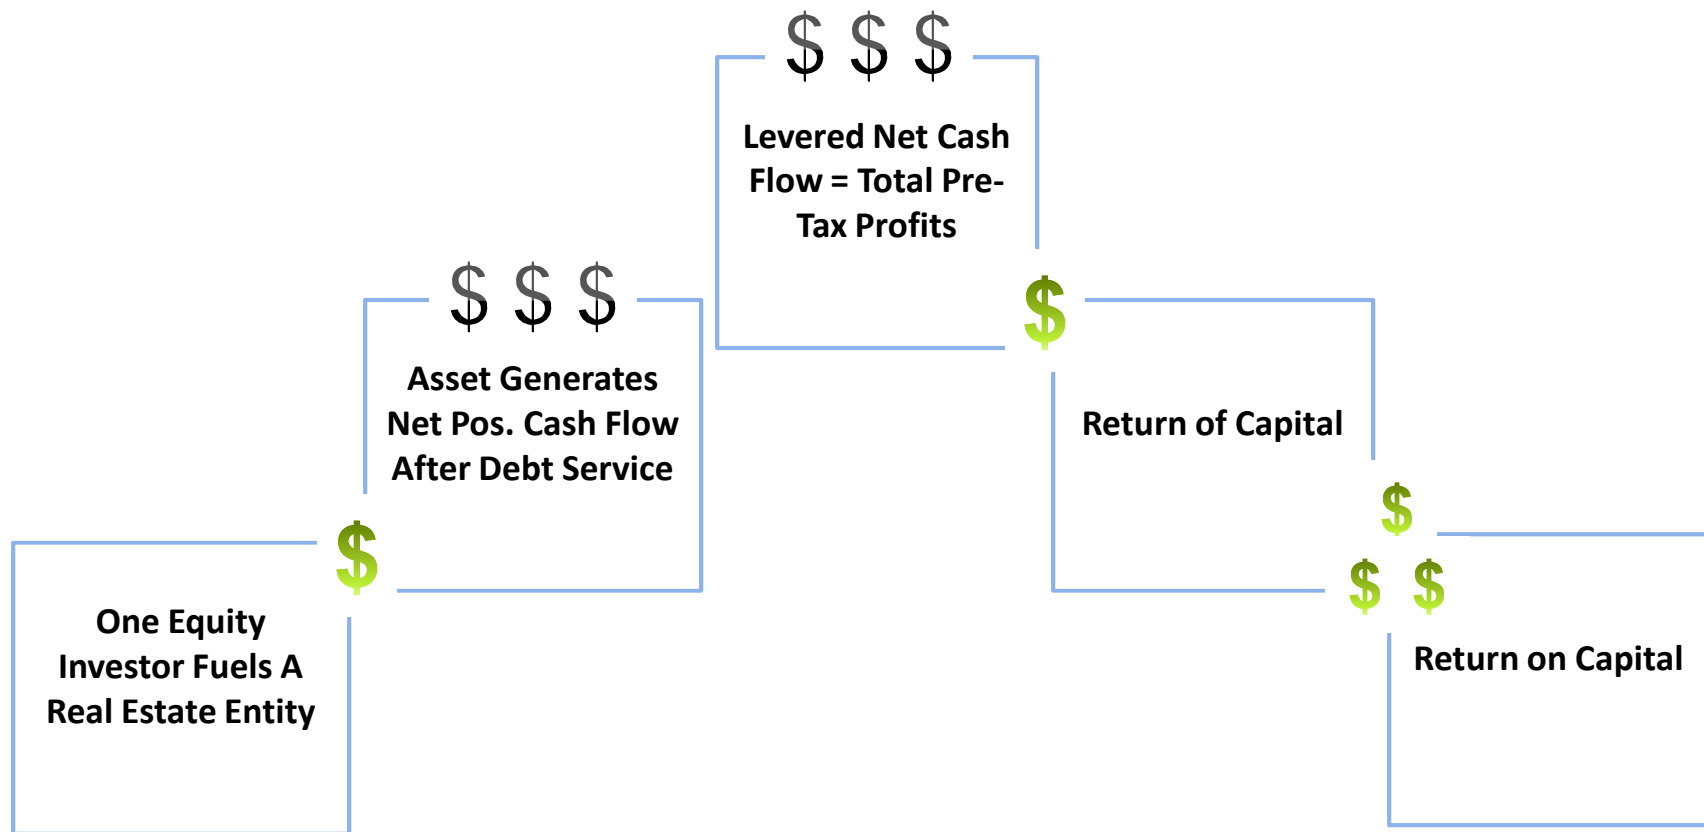 $ $ $
Levered Net Cash
Flow = Total Pre-
Tax Profits
$ $ $
$
Asset Generates
Net Pos. Cash Flow
After Debt Service
Return of Capital
$
$
$ $
One Equity
Investor Fuels A
Real Estate Entity
Return on Capital